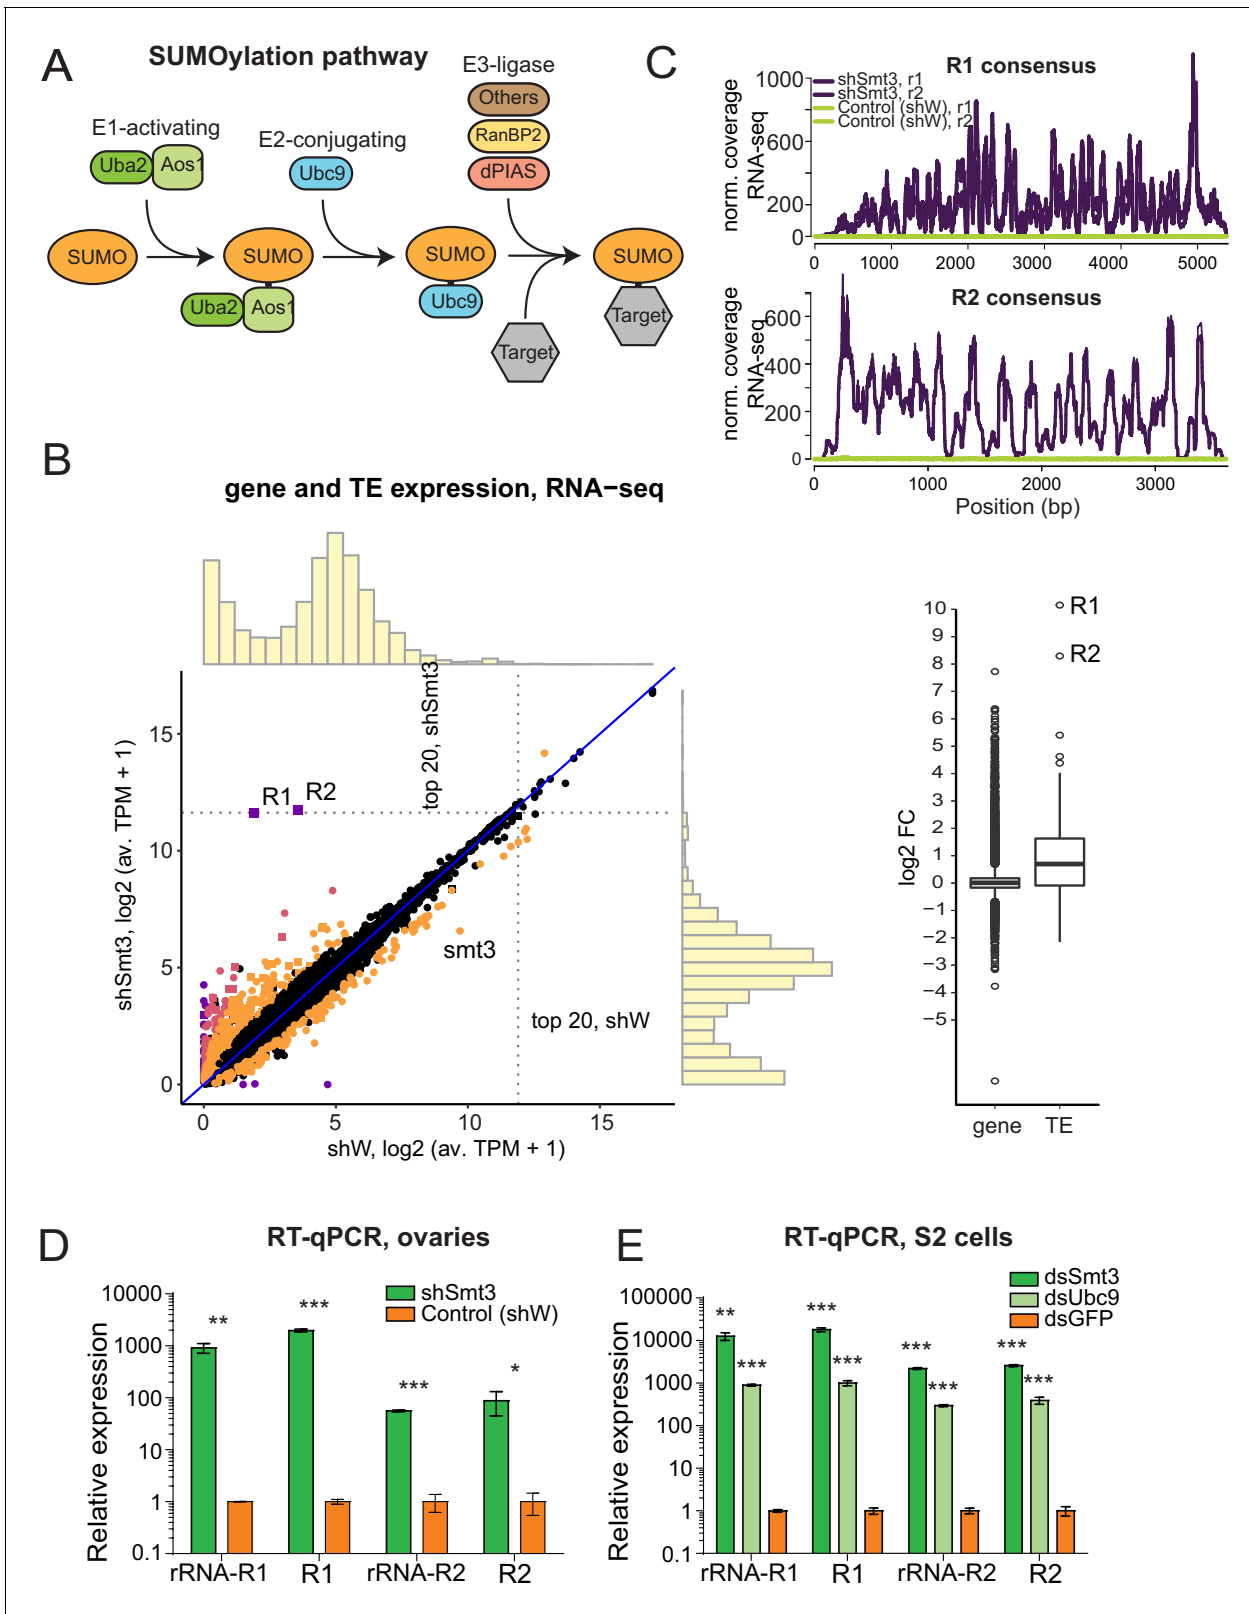 A
SUMOylation pathway
E3-ligase
Others
RanBP2
dPIAS
E1-activating
Uba2
Aos1
E2-conjugating
Ubc9
SUMO
SUMO
SUMO
SUMO
Uba2
Aos1
Ubc9
Target
Target
C
R1 consensus
norm. coverage
RNA-seq
1000
600
200
0
shSmt3, r1
shSmt3, r2
Control (shW), r1
Control (shW), r2
0 1000 2000 3000 4000 5000
R2 consensus
norm. coverage
RNA-seq
600
400
200
0
0 1000 2000 3000
Position (bp)
B
gene and TE expression, RNA−seq
shSmt3, log2 (av. TPM + 1)
15
10
5
0
R1
R2
top 20, shSmt3
smt3
top 20, shW
0 5 10 15
shW, log2 (av. TPM + 1)
log2 FC
10
9
8
7
6
5
4
3
2
1
0
−1
−2
−3
−4
−5
R1
R2
gene TE
D
RT-qPCR, ovaries
Relative expression
10000
1000
100
10
1
0.1
shSmt3
Control (shW)
** *** *** *
rRNA-R1 R1 rRNA-R2 R2
E
RT-qPCR, S2 cells
Relative expression
100000
10000
1000
100
10
1
0.1
dsSmt3
dsUbc9
dsGFP
** *** *** *** *** *** *** ***
rRNA-R1 R1 rRNA-R2 R2